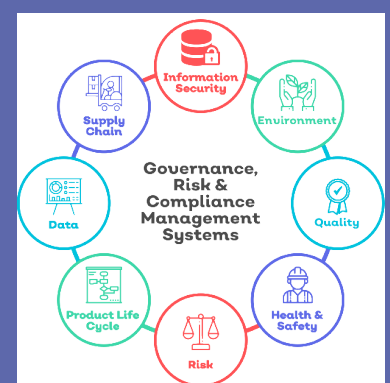 Information
Security
Supply
Chain
Environment
Governance,
Risk &
Compliance
Management
Systems
Data
Quality
Product Life
Cycle
Health &
Safety
Risk